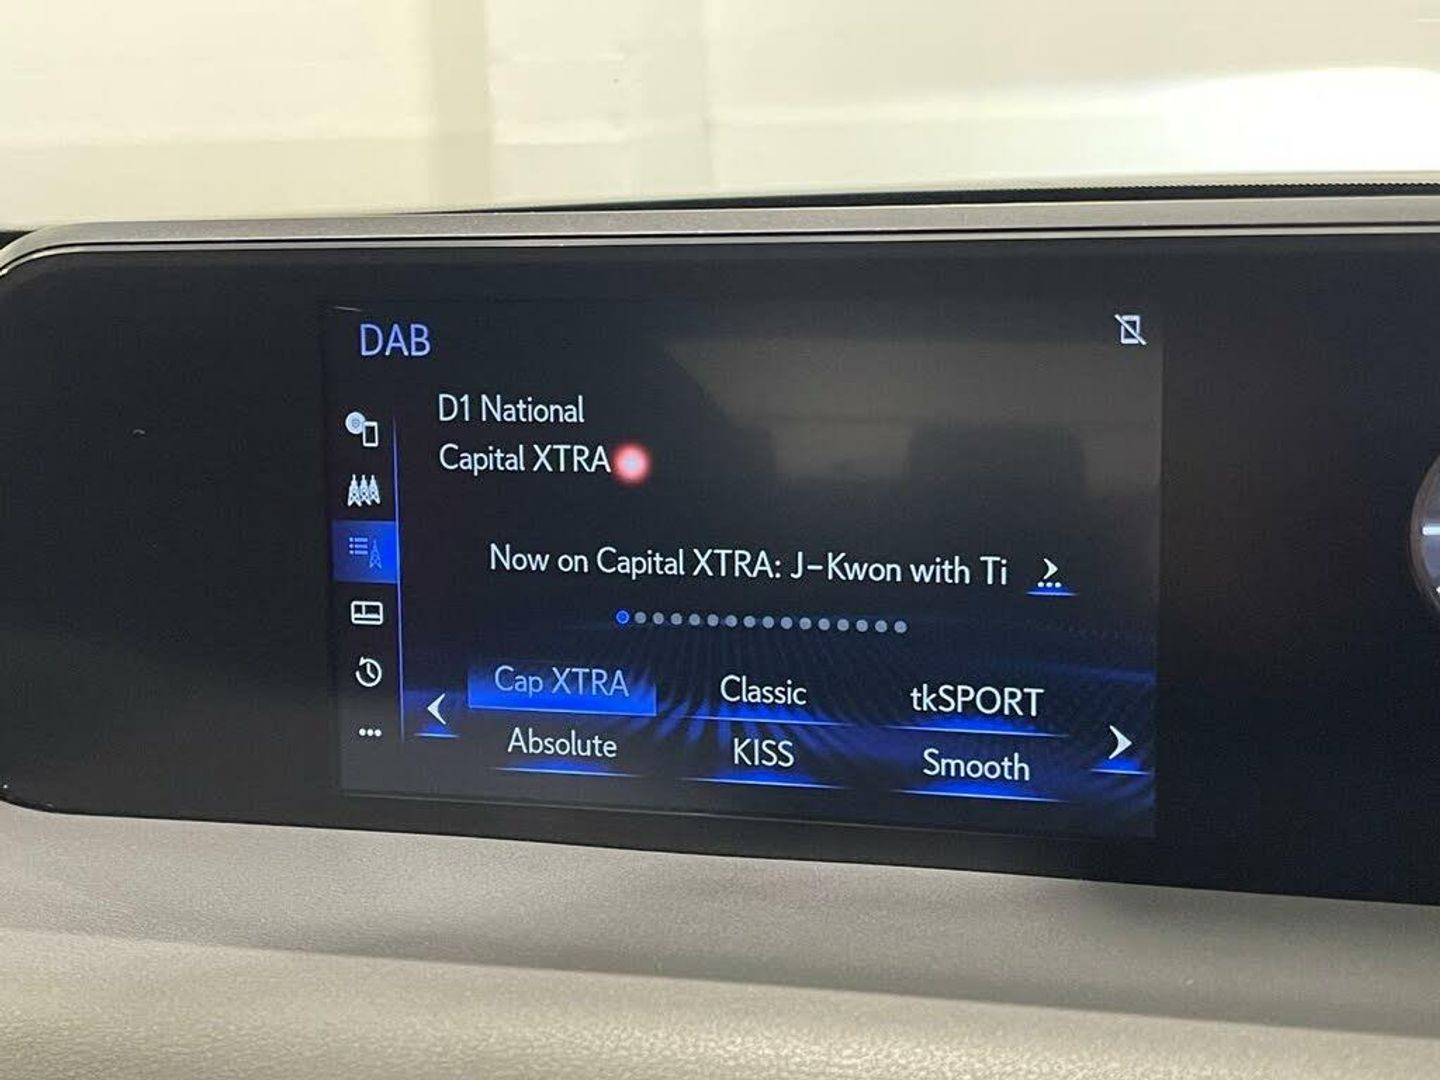 DAB
D1 National
Capital XTRA
Now on Capital XTRA: J-Kwon with Ti
Cap XTRA
Classic
tkSPORT
Absolute
KISS
Smooth